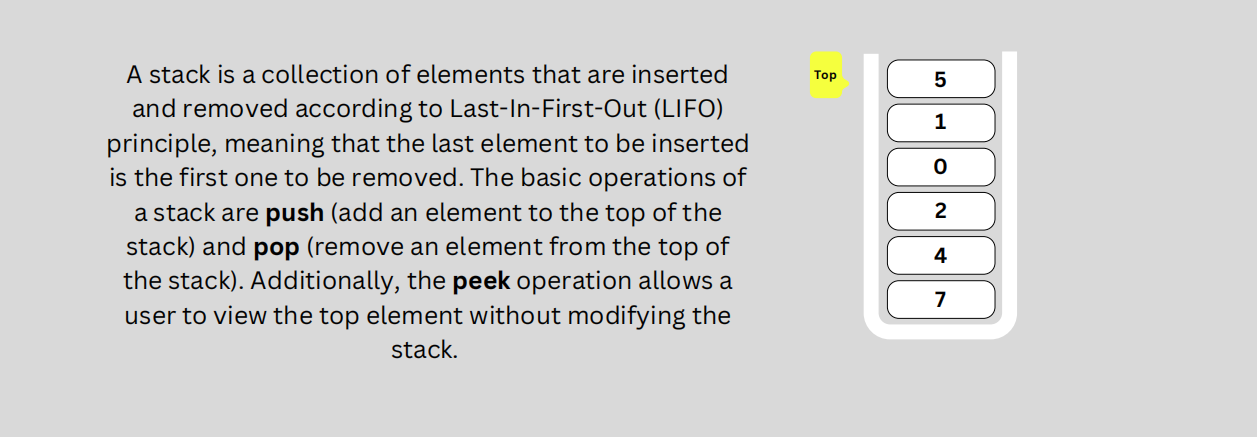 A stack is a collection of elements that are inserted
and removed according to Last-In-First-Out (LIFO)
principle, meaning that the last element to be inserted
is the first one to be removed. The basic operations of
a stack are push (add an element to the top of the
stack) and pop (remove an element from the top of
the stack). Additionally, the peek operation allows a
user to view the top element without modifying the
stack.
Top
5
1
0
2
4
7